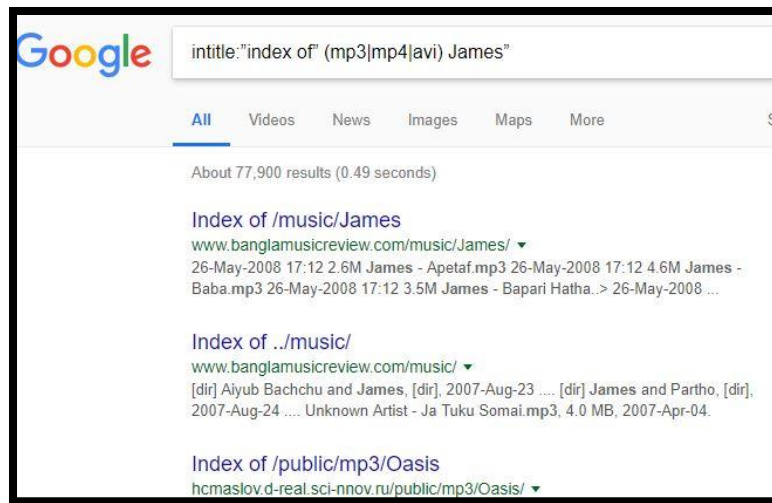 Google
intitle:”index of” (mp3|mp4|avi) James”
All Videos News Images Maps More S
About 77,900 results (0.49 seconds)
Index of /music/James
www.banglamusicreview.com/music/James/
26-May-2008 17:12 2.6M James - Apetaf.mp3 26-May-2008 17:12 4.6M James -
Baba.mp3 26-May-2008 17:12 3.5M James - Bapari Hatha..> 26-May-2008 ...
Index of ../music/
www.banglamusicreview.com/music/
[dir] Aiyub Bachchu and James, [dir], 2007-Aug-23 .... [dir] James and Partho, [dir],
2007-Aug-24 .... Unknown Artist - Ja Tuku Somai.mp3, 4.0 MB, 2007-Apr-04.
Index of /public/mp3/Oasis
hcmaslov.d-real.sci-nnov.ru/public/mp3/Oasis/